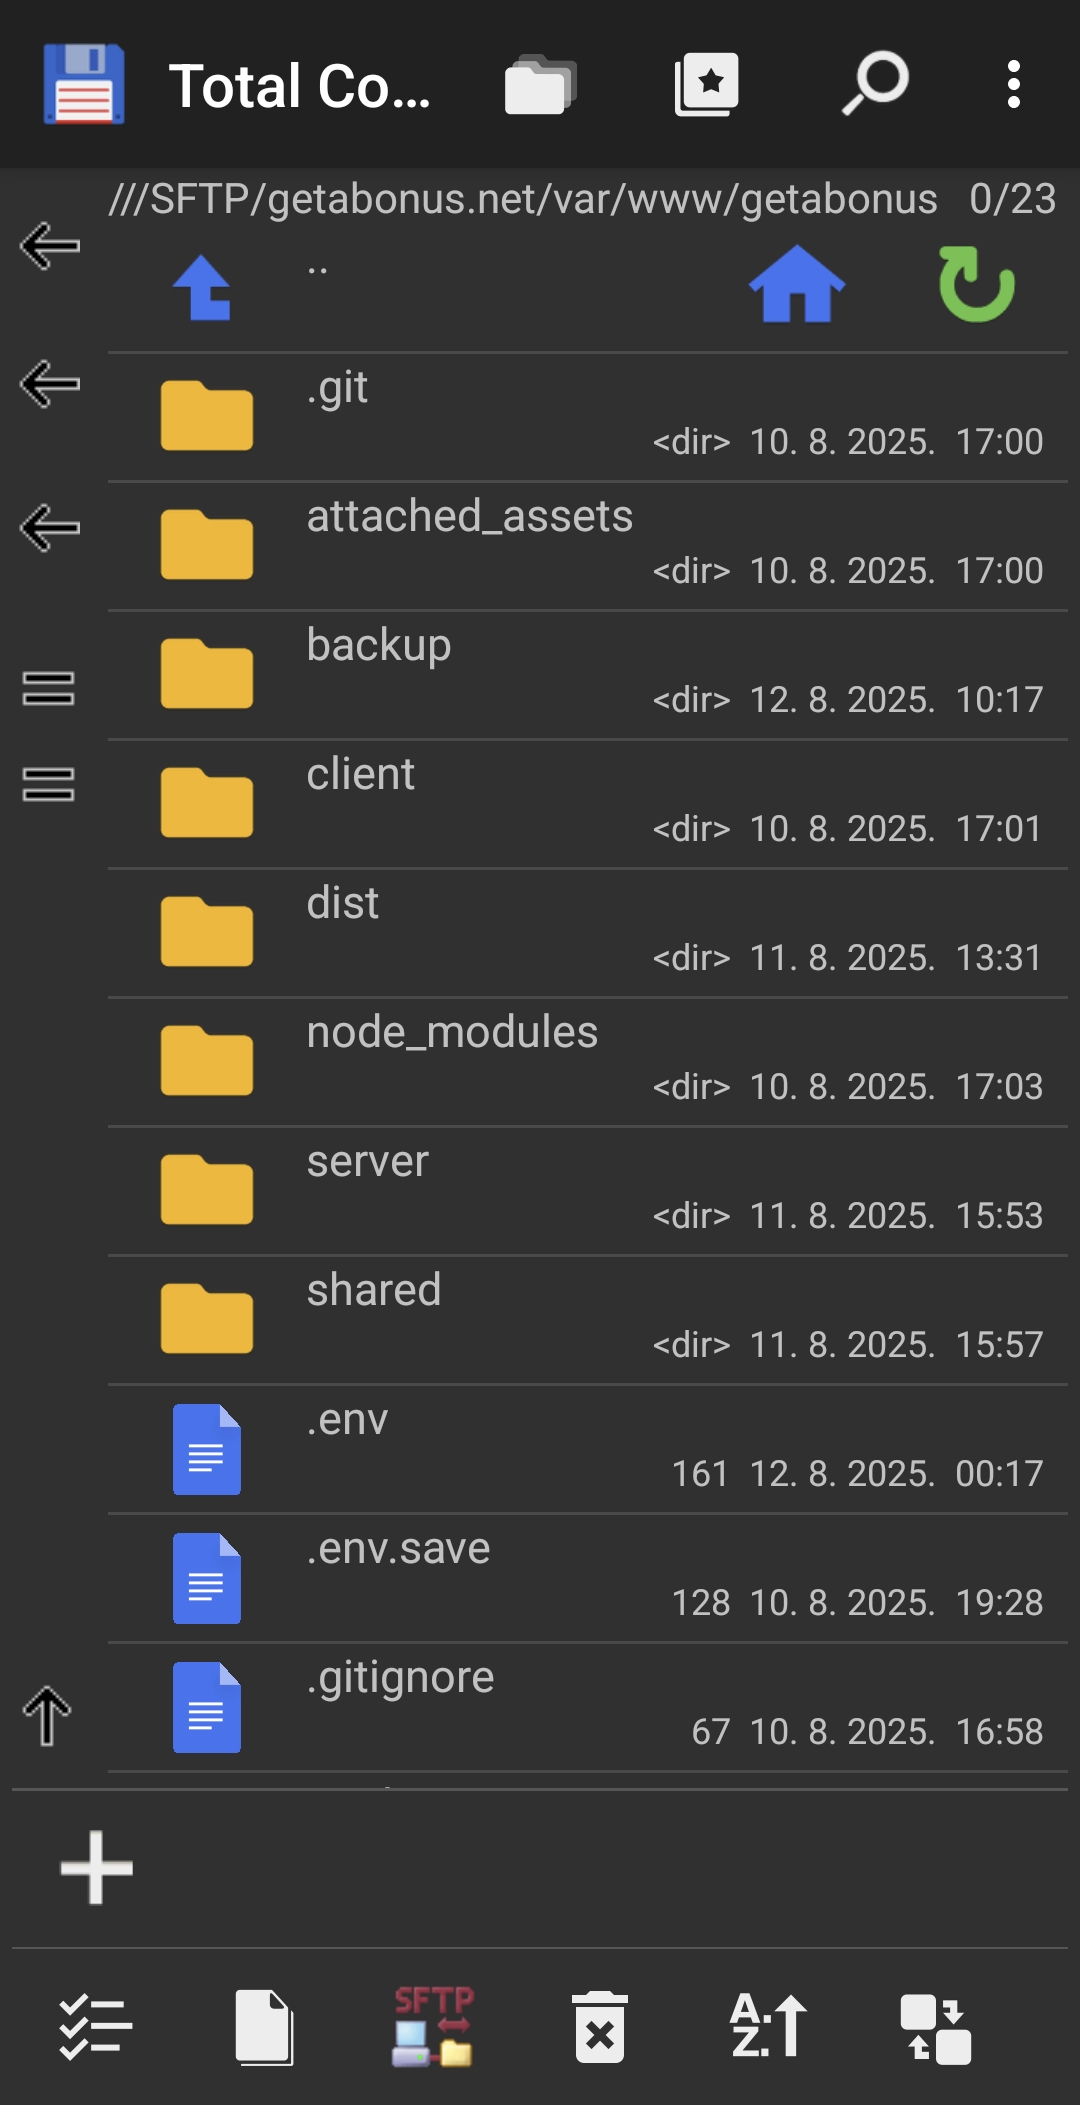 Total Co...
///SFTP/getabonus.net/var/www/getabonus 0/23
..
.git
<dir> 10. 8. 2025. 17:00
attached_assets
<dir> 10. 8. 2025. 17:00
backup
<dir> 12. 8. 2025. 10:17
client
<dir> 10. 8. 2025. 17:01
dist
<dir> 11. 8. 2025. 13:31
node_modules
<dir> 10. 8. 2025. 17:03
server
<dir> 11. 8. 2025. 15:53
shared
<dir> 11. 8. 2025. 15:57
.env
161 12. 8. 2025. 00:17
.env.save
128 10. 8. 2025. 19:28
.gitignore
67 10. 8. 2025. 16:58
SFTP
A.
Z.